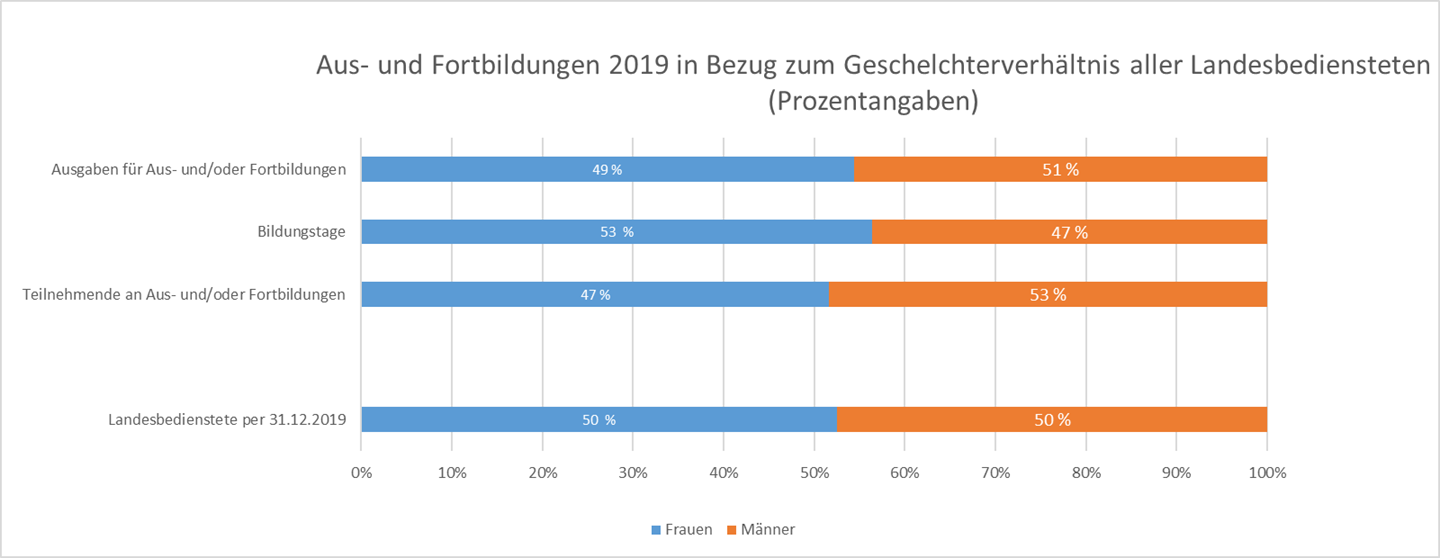 Aus- und Fortbildungen 2019 in Bezug zum Geschelchterverhältnis aller Landesbediensteten
(Prozentangaben)
Ausgaben für Aus- und/oder Fortbildungen 49 % 51 %
Bildungstage 53 % 47 %
Teilnehmende an Aus- und/oder Fortbildungen 47 % 53 %
Landesbedienstete per 31.12.2019 50 % 50 %
0% 10% 20% 30% 40% 50% 60% 70% 80% 90% 100%
Frauen Männer